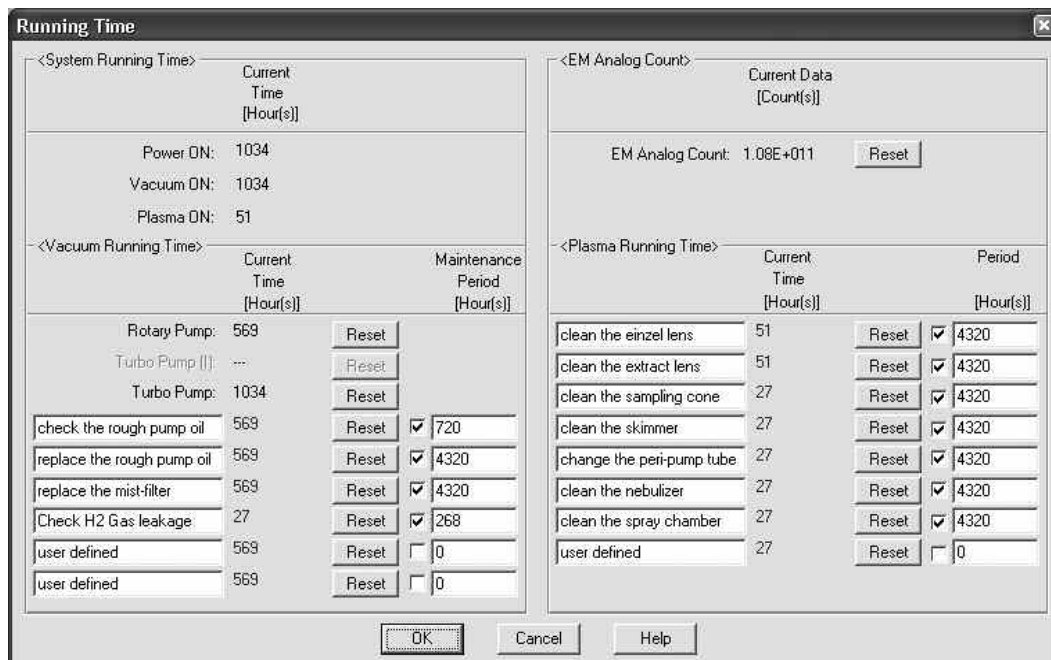 Running Time
<System Running Time>
Current
Time
[Hour(s)]
Power ON: 1034
Vacuum ON: 1034
Plasma ON: 51
<EM Analog Count>
Current Data
[Count(s)]
EM Analog Count: 1.08E+011 Reset
<Vacuum Running Time>
Current Maintenance
Time Period
[Hour(s)] [Hour(s)]
Rotary Pump: 569 Reset
Turbo Pump (I): --- Reset
Turbo Pump: 1034 Reset
check the rough pump oil 569 Reset 720
replace the rough pump oil 569 Reset 4320
replace the mist-filter 569 Reset 4320
Check H2 Gas leakage 27 Reset 268
user defined 569 Reset 0
user defined 569 Reset 0
<Plasma Running Time>
Current Period
Time
[Hour(s)] [Hour(s)]
clean the einzel lens 51 Reset 4320
clean the extract lens 51 Reset 4320
clean the sampling cone 27 Reset 4320
clean the skimmer 27 Reset 4320
change the peri-pump tube 27 Reset 4320
clean the nebulizer 27 Reset 4320
clean the spray chamber 27 Reset 4320
user defined 27 Reset 0
OK Cancel Help